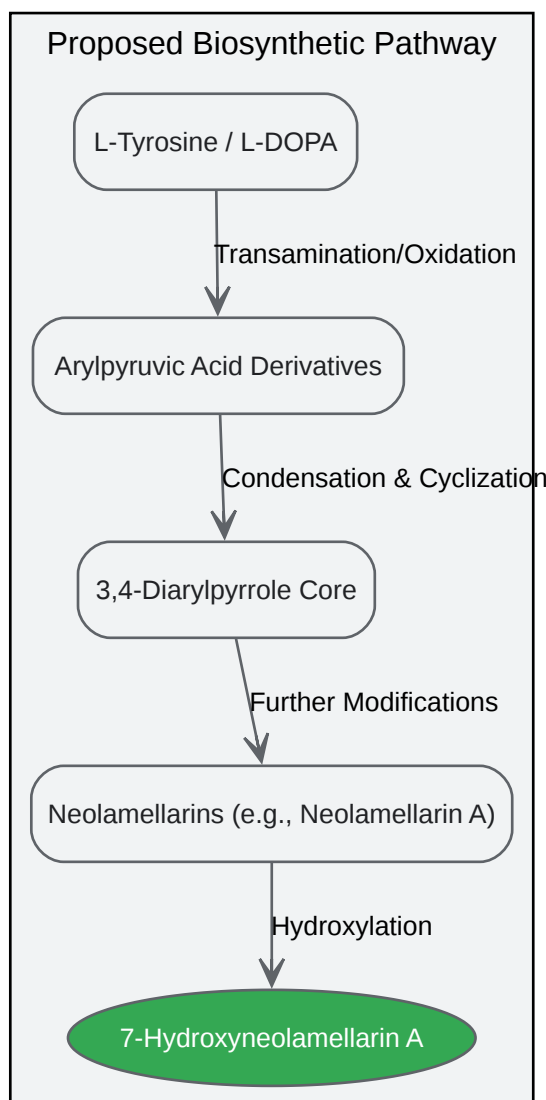 Proposed Biosynthetic Pathway
L-Tyrosine / L-DOPA
Transamination/Oxidation
Arylpyruvic Acid Derivatives
Condensation & Cyclization
3,4-Diarylpyrrole Core
Further Modifications
Neolamellarins (e.g., Neolamellarin A)
Hydroxylation
7-Hydroxyneolamellarin A